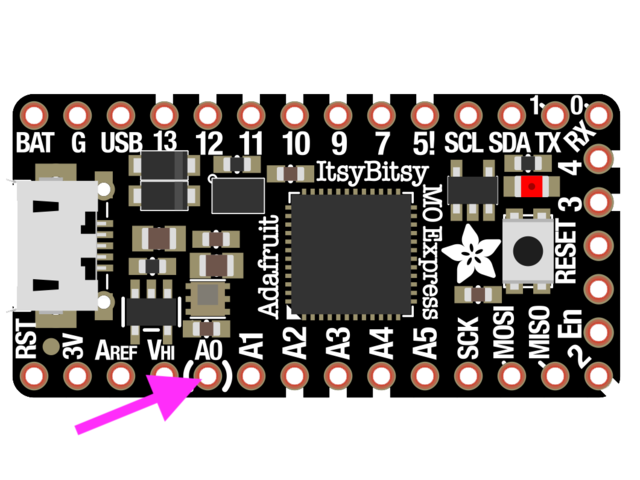 1 0
BAT G USB 13 12 11 10 9 7 5! SCL SDA TX RX
4
3
RESET
En
2
ItsyBitsy
M0 Express
Adafruit
RST 3V AREF VHI A0 A1 A2 A3 A4 A5 SCK MOSI MISO